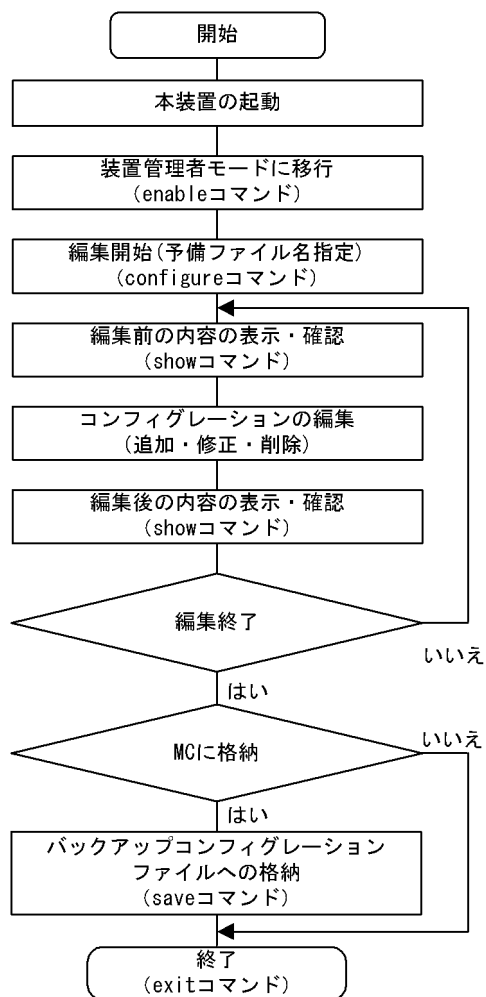 開始
本装置の起動
装置管理者モードに移行
(enableコマンド)
編集開始(予備ファイル名指定)
(configureコマンド)
編集前の内容の表示・確認
(showコマンド)
コンフィグレーションの編集
(追加・修正・削除)
編集後の内容の表示・確認
(showコマンド)
編集終了
いいえ
はい
MCに格納
いいえ
はい
バックアップコンフィグレーション
ファイルへの格納
(saveコマンド)
終了
(exitコマンド)